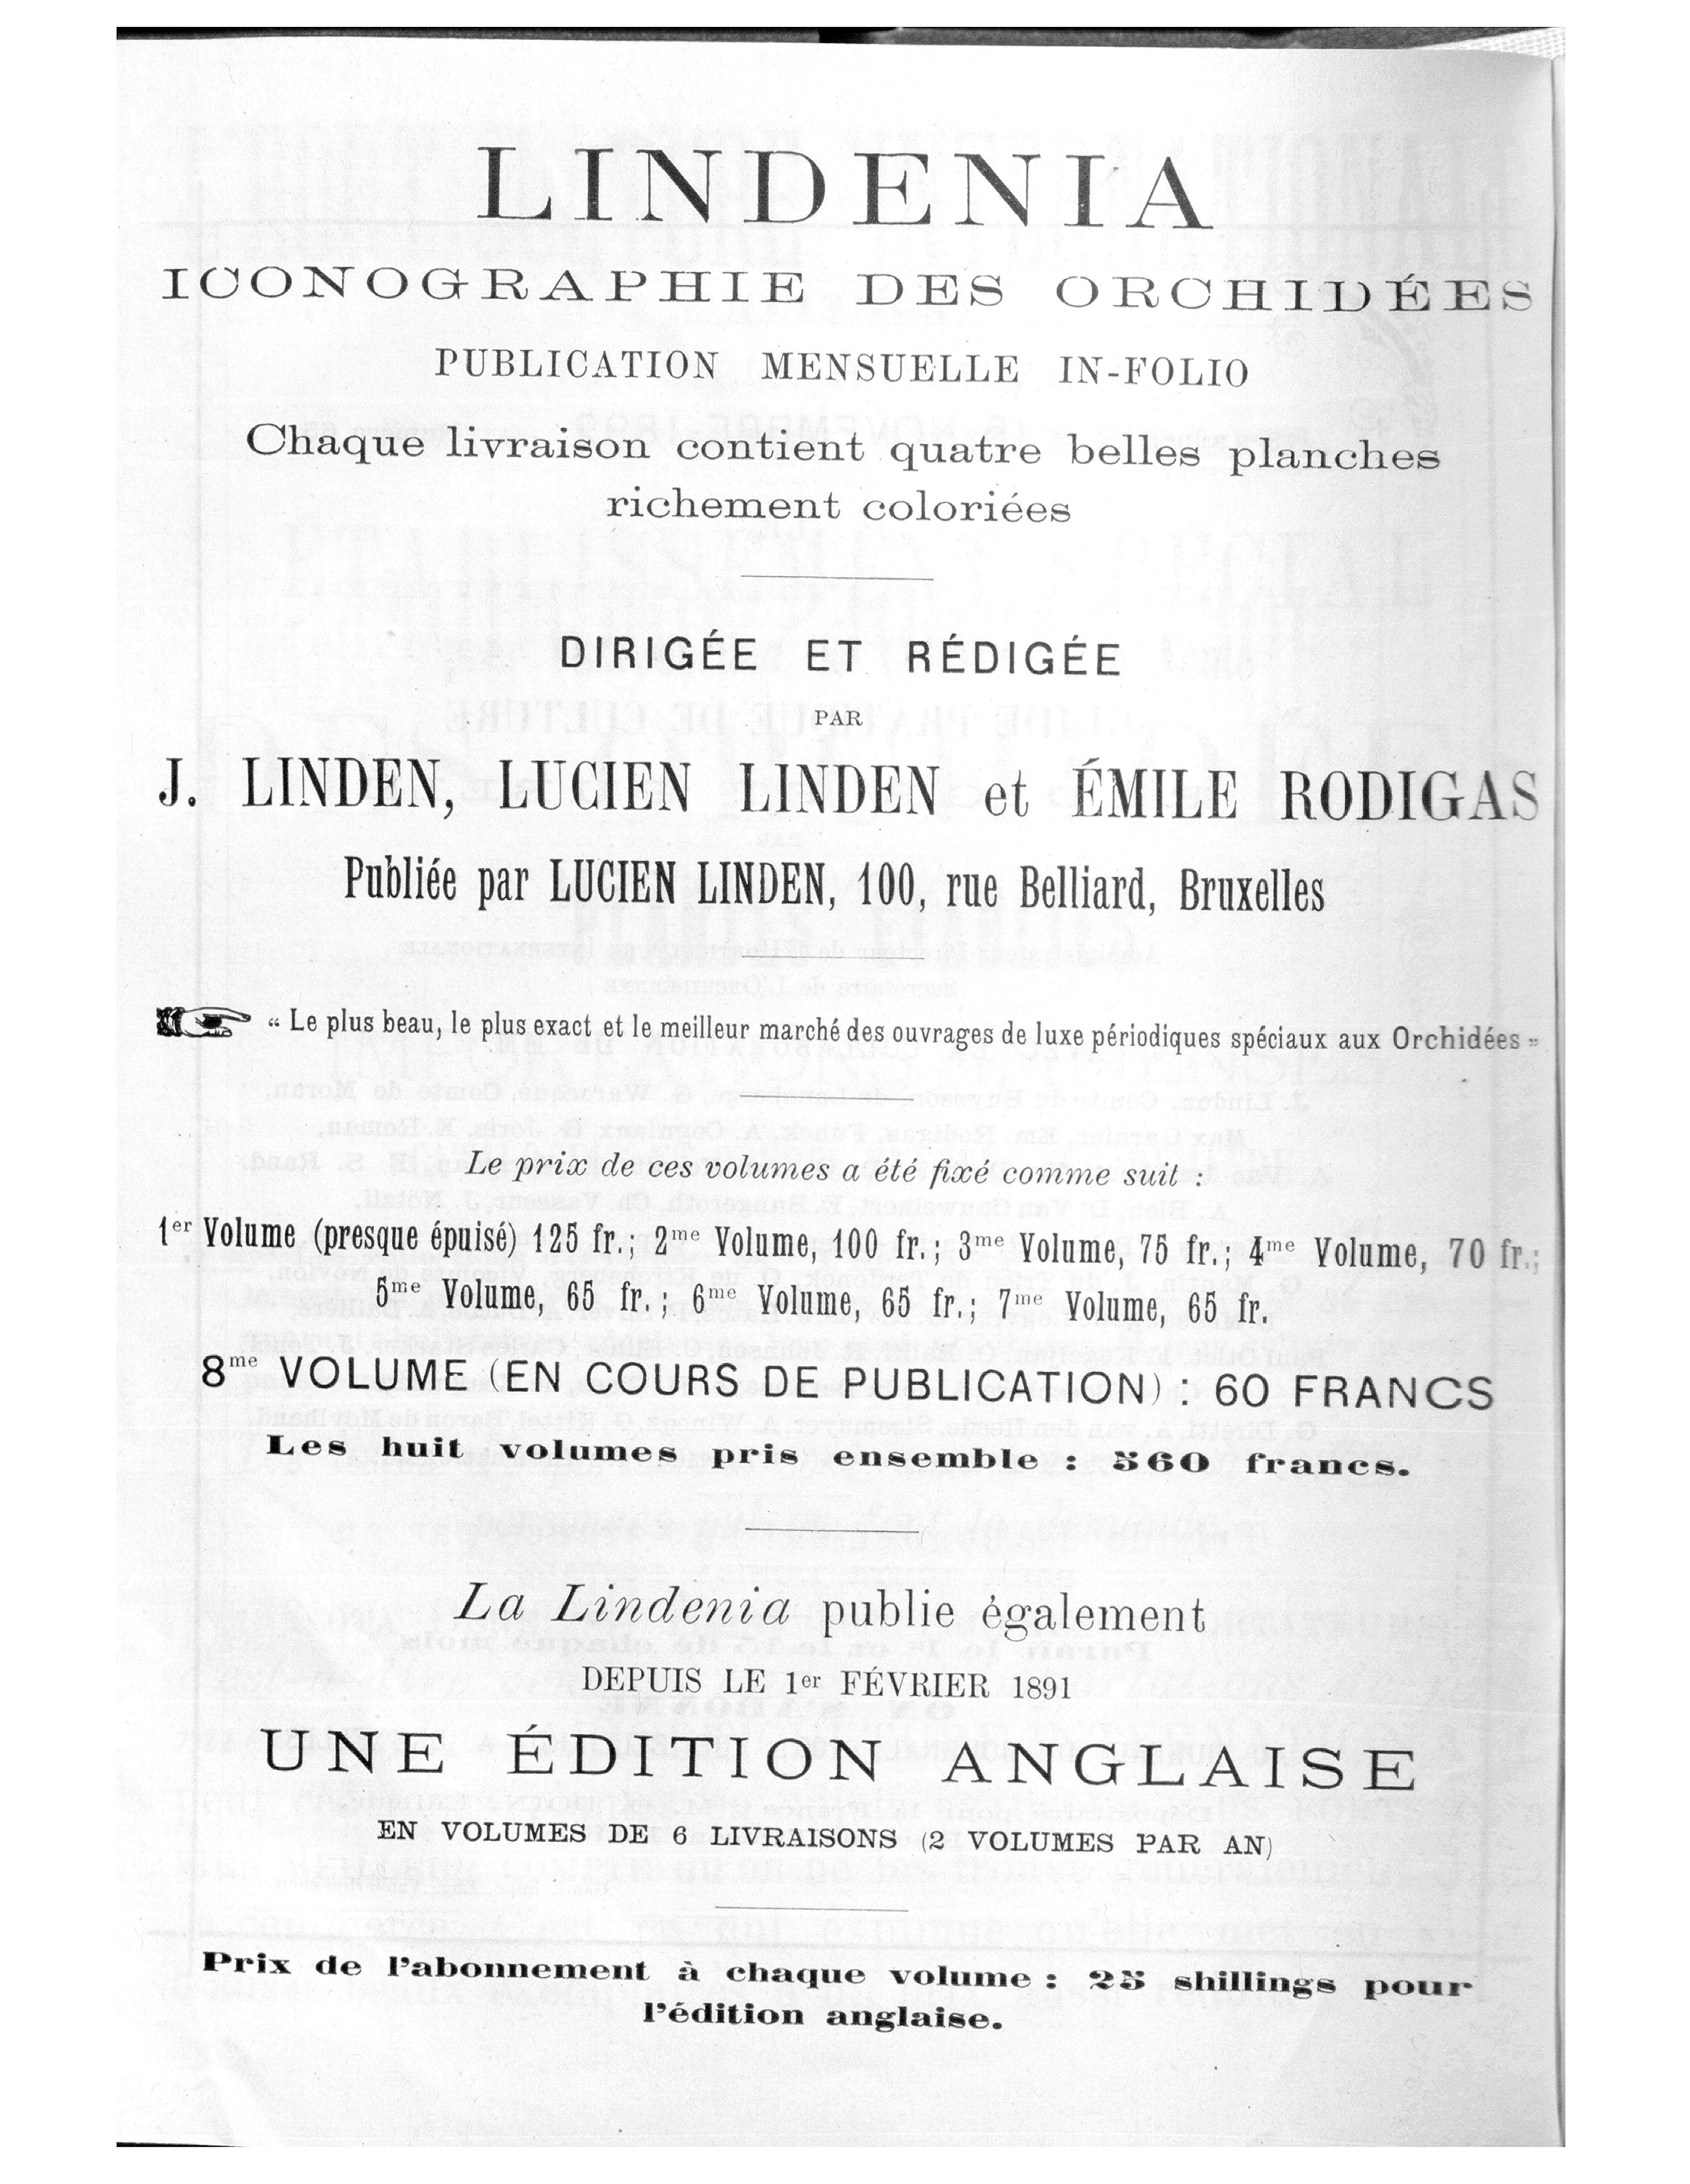 LINDENIA
ICONOGRAPHIE DES ORCHIDÉES
PUBLICATION MENSUELLE IN-FOLIO
Chaque livraison contient quatre belles planches
richement coloriées
DIRIGÉE ET RÉDIGÉE
PAR
J. LINDEN, LUCIEN LINDEN et ÉMILE RODIGAS
Publiée par LUCIEN LINDEN, 100, rue Belliard, Bruxelles
“ Le plus beau, le plus exact et le meilleur marché des ouvrages de luxe périodiques spéciaux aux Orchidées „
Le prix de ces volumes a été fixé comme suit :
1er Volume (presque épuisé) 125 fr.; 2me Volume, 100 fr.; 3me Volume, 75 fr.; 4me Volume, 70 fr.;
5me Volume, 65 fr.; 6me Volume, 65 fr.; 7me Volume, 65 fr.
8me VOLUME (EN COURS DE PUBLICATION) : 60 FRANCS
Les huit volumes pris ensemble : 560 francs.
La Lindenia publie également
DEPUIS LE 1er FÉVRIER 1891
UNE ÉDITION ANGLAISE
EN VOLUMES DE 6 LIVRAISONS (2 VOLUMES PAR AN)
Prix de l'abonnement à chaque volume : 25 shillings pour
l'édition anglaise.